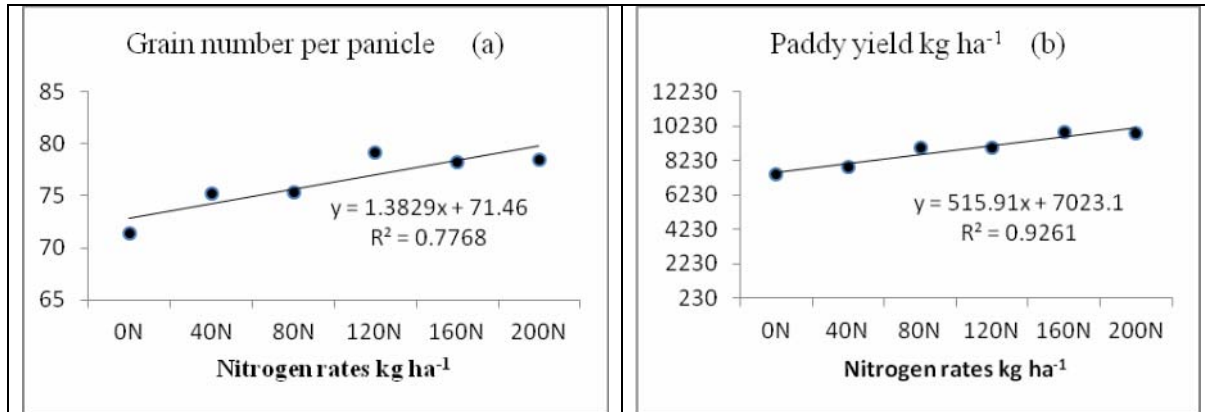 Grain number per panicle (a)
85
80
75
70
65
y = 1.3829x + 71.46
R² = 0.7768
0N 40N 80N 120N 160N 200N
Nitrogen rates kg ha⁻¹
Paddy yield kg ha⁻¹ (b)
12230
10230
8230
6230
4230
2230
230
y = 515.91x + 7023.1
R² = 0.9261
0N 40N 80N 120N 160N 200N
Nitrogen rates kg ha⁻¹